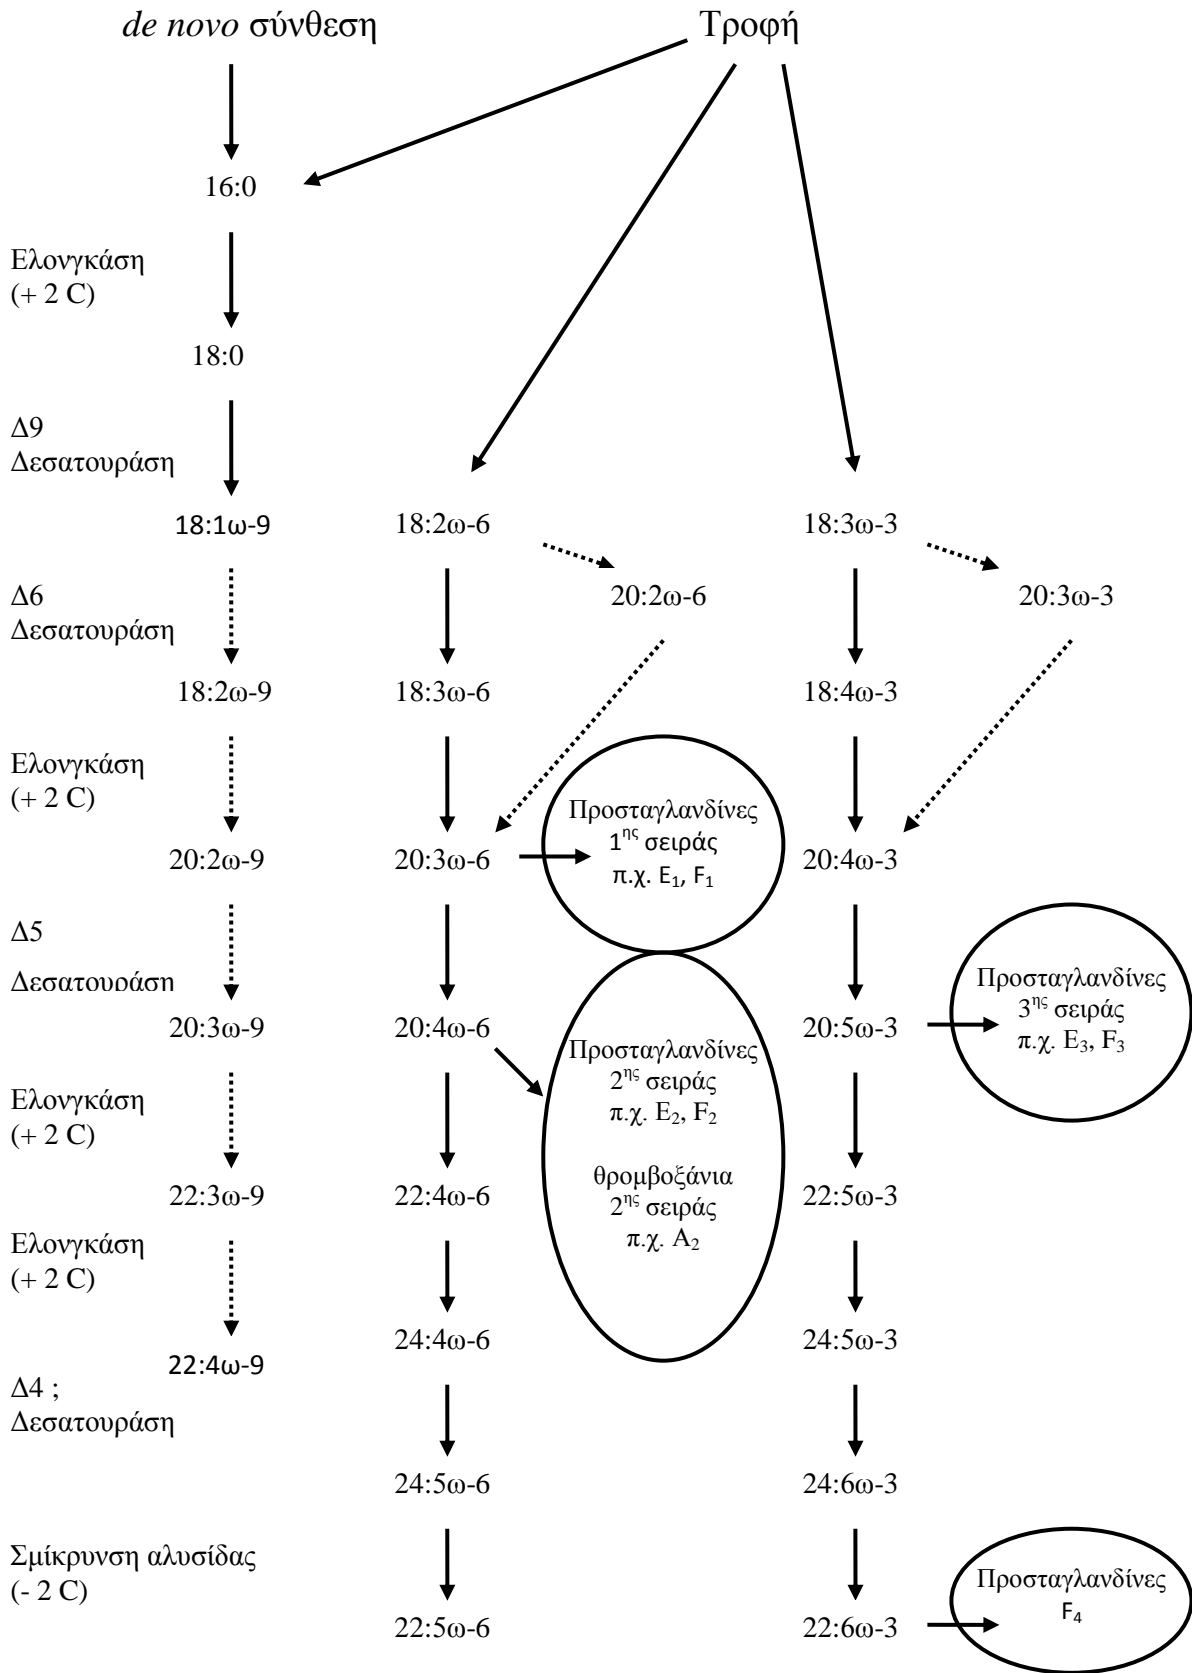 de novo σύνθεση Τροφή
16:0
Ελονγκάση
(+ 2 C)
18:0
Δ9
Δεσατουράση
18:1ω-9 18:2ω-6 18:3ω-3
20:2ω-6 20:3ω-3
Δ6
Δεσατουράση
18:2ω-9 18:3ω-6 18:4ω-3
Ελονγκάση
(+ 2 C)
Προσταγλανδίνες
1ης σειράς
π.χ. E1, F1
20:2ω-9 20:3ω-6 20:4ω-3
Δ5
Δεσατουράση
Προσταγλανδίνες
3ης σειράς
π.χ. E3, F3
20:3ω-9 20:4ω-6 20:5ω-3
Προσταγλανδίνες
2ης σειράς
π.χ. E2, F2
Ελονγκάση
(+ 2 C)
θρομβοξάνια
2ης σειράς
π.χ. A2
22:3ω-9 22:4ω-6 22:5ω-3
Ελονγκάση
(+ 2 C)
24:4ω-6 24:5ω-3
22:4ω-9
Δ4 ;
Δεσατουράση
24:5ω-6 24:6ω-3
Σμίκρυνση αλυσίδας
(- 2 C)
Προσταγλανδίνες
F4
22:5ω-6 22:6ω-3